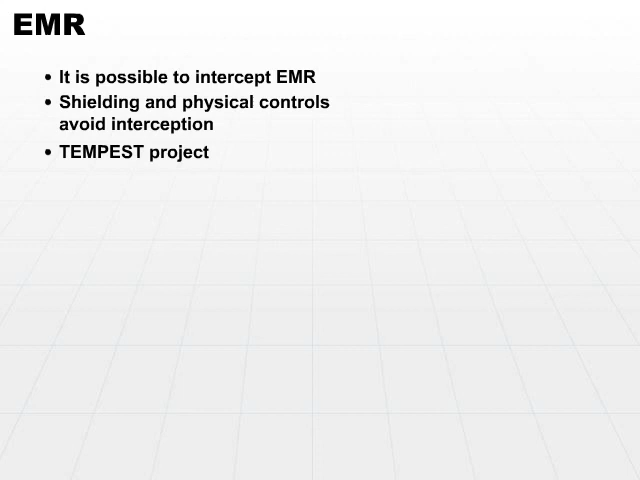 EMR
• It is possible to intercept EMR
• Shielding and physical controls
avoid interception
• TEMPEST project